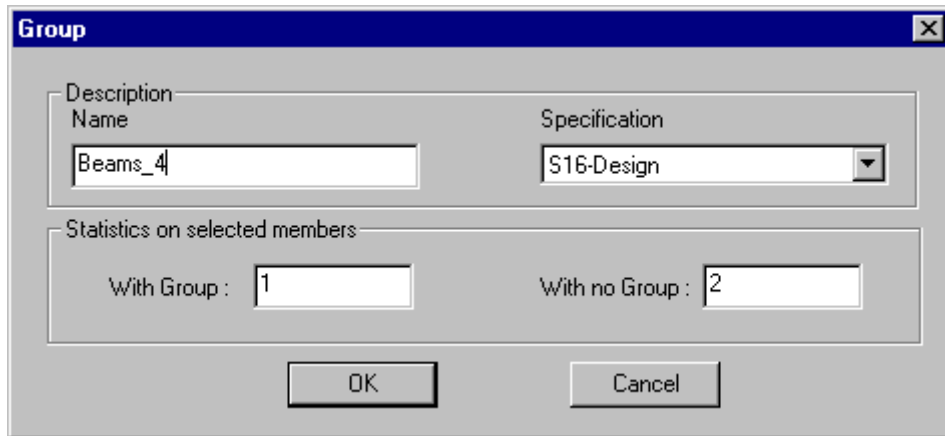 Group
Description
Name Specification
Beams_4 S16-Design
Statistics on selected members
With Group : 1 With no Group : 2
OK Cancel